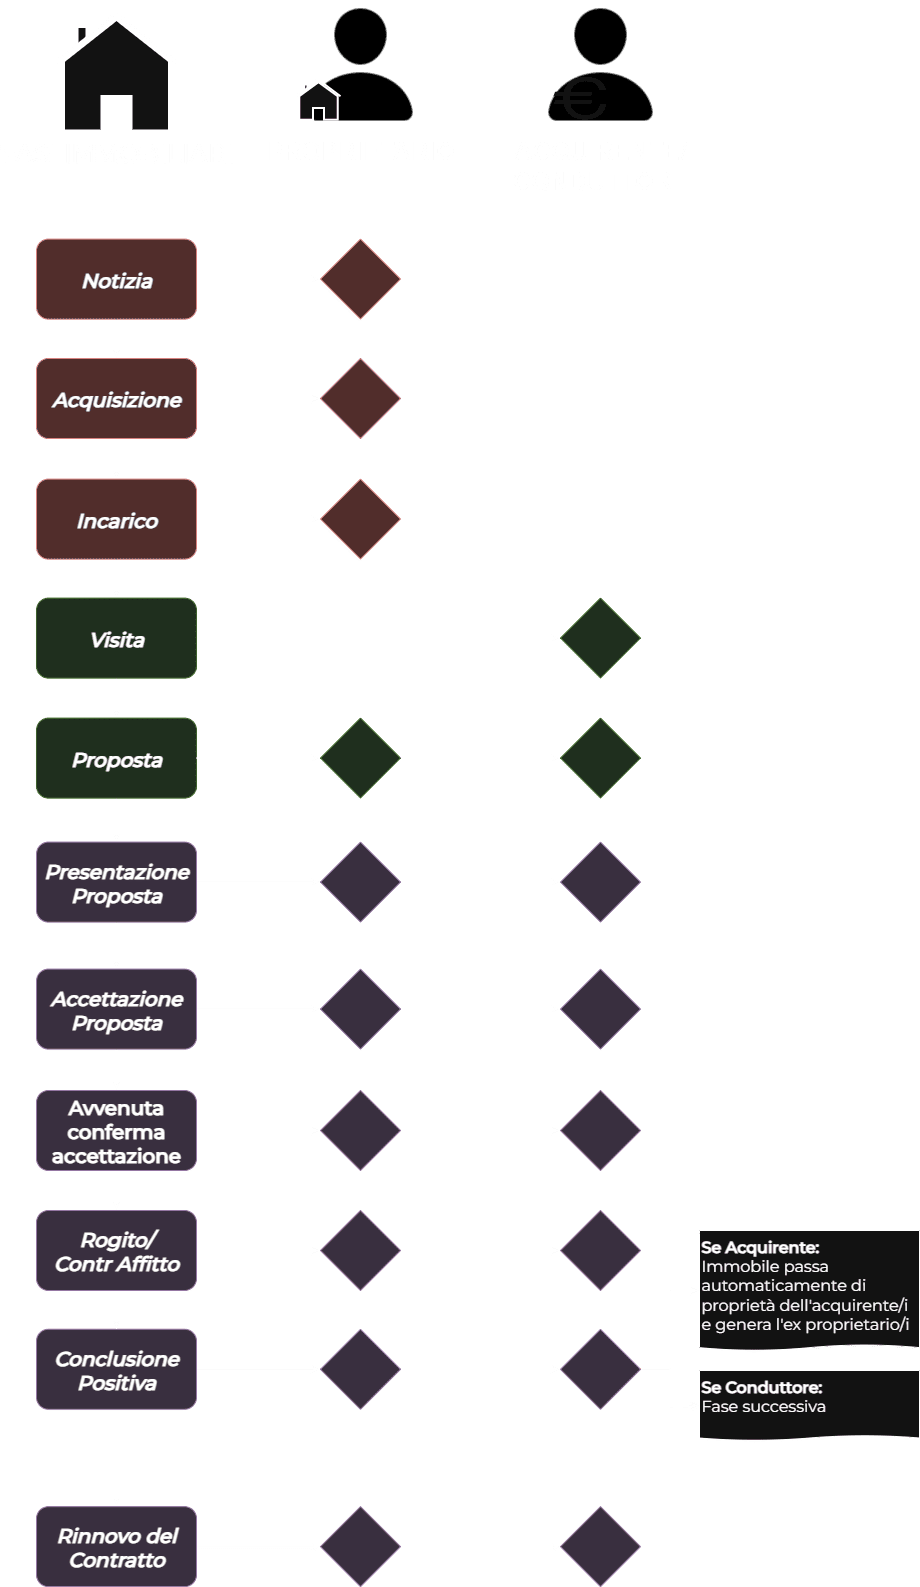 Notizia
Acquisizione
Incarico
Visita
Proposta
Presentazione
Proposta
Accettazione
Proposta
Avvenuta
conferma
accettazione
Rogito/
Contr Affitto
Se Acquirente:
Immobile passa
automaticamente di
proprietà dell'acquirente/i
e genera l'ex proprietario/i
Conclusione
Positiva
Se Conduttore:
Fase successiva
Rinnovo del
Contratto